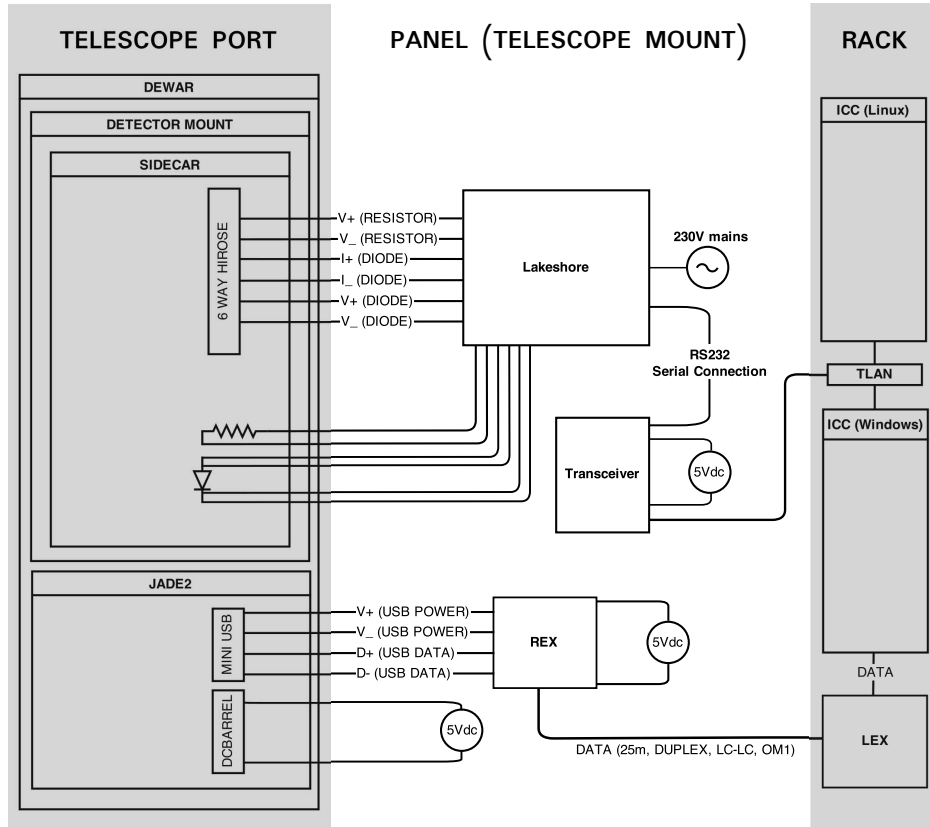 TELESCOPE PORT
PANEL (TELESCOPE MOUNT)
RACK
DEWAR
DETECTOR MOUNT
SIDECAR
6 WAY HIROSE
V+ (RESISTOR)
V_ (RESISTOR)
I+ (DIODE)
I_ (DIODE)
V+ (DIODE)
V_ (DIODE)
Lakeshore
230V mains
RS232
Serial Connection
Transceiver
5Vdc
ICC (Linux)
TLAN
ICC (Windows)
JADE2
MINI USB
V+ (USB POWER)
V_ (USB POWER)
D+ (USB DATA)
D- (USB DATA)
REX
5Vdc
DCBARREL
5Vdc
DATA (25m, DUPLEX, LC-LC, OM1)
DATA
LEX